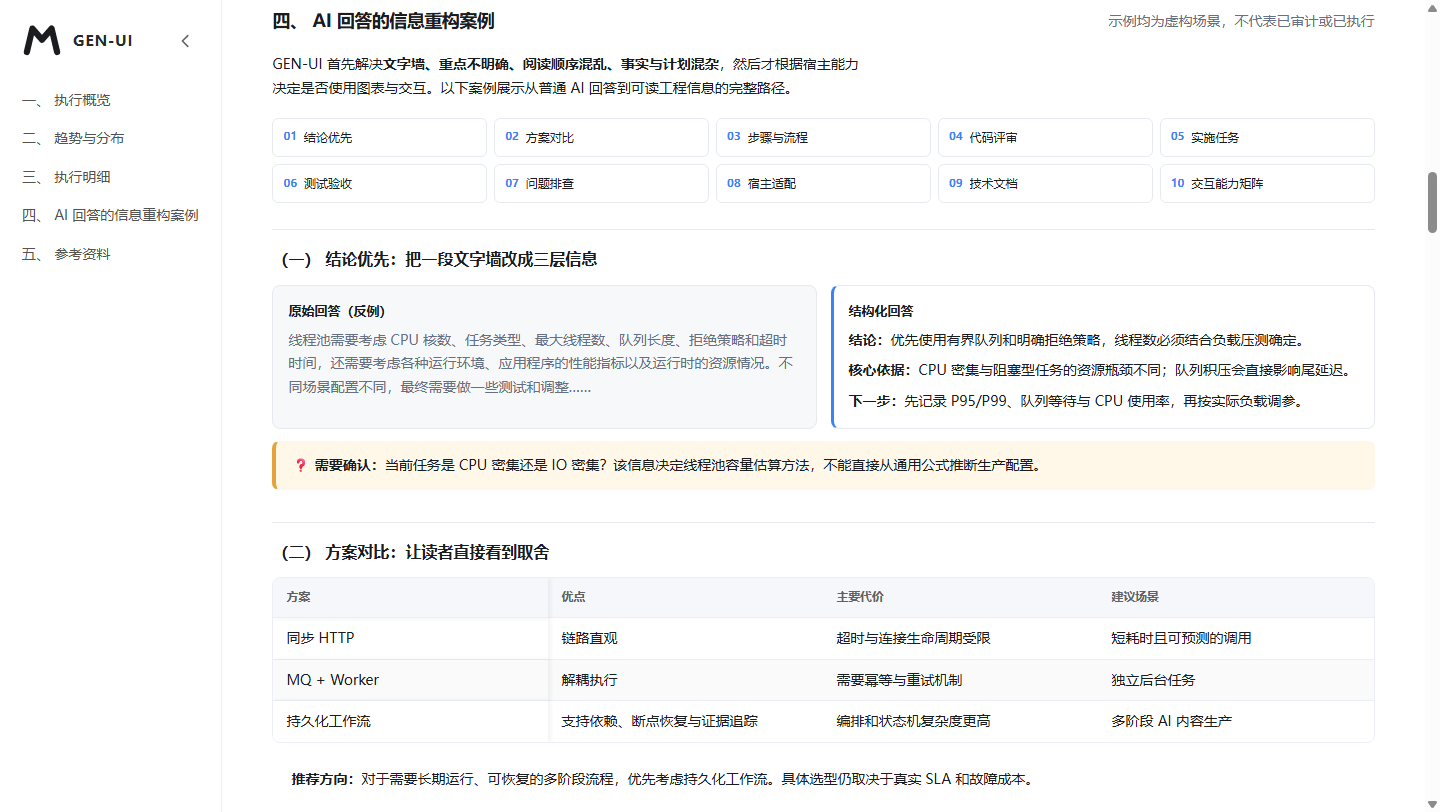 GEN-UI
一、 执行概览
二、 趋势与分布
三、 执行明细
四、 AI 回答的信息重构案例
五、 参考资料
四、 AI 回答的信息重构案例
示例均为虚构场景，不代表已审计或已执行
GEN-UI 首先解决文字墙、重点不明确、阅读顺序混乱、事实与计划混杂，然后才根据宿主能力
决定是否使用图表与交互。以下案例展示从普通 AI 回答到可读工程信息的完整路径。
01 结论优先
02 方案对比
03 步骤与流程
04 代码评审
05 实施任务
06 测试验收
07 问题排查
08 宿主适配
09 技术文档
10 交互能力矩阵
（一） 结论优先：把一段文字墙改成三层信息
原始回答（反例）
线程池需要考虑 CPU 核数、任务类型、最大线程数、队列长度、拒绝策略和超时
时间，还需要考虑各种运行环境、应用程序的性能指标以及运行时的资源情况。不
同场景配置不同，最终需要做一些测试和调整……
结构化回答
结论：优先使用有界队列和明确拒绝策略，线程数必须结合负载压测确定。
核心依据：CPU 密集与阻塞型任务的资源瓶颈不同；队列积压会直接影响尾延迟。
下一步：先记录 P95/P99、队列等待与 CPU 使用率，再按实际负载调参。
❓ 需要确认：当前任务是 CPU 密集还是 IO 密集？该信息决定线程池容量估算方法，不能直接从通用公式推断生产配置。
（二） 方案对比：让读者直接看到取舍
方案 优点 主要代价 建议场景
同步 HTTP 链路直观 超时与连接生命周期受限 短耗时且可预测的调用
MQ + Worker 解耦执行 需要幂等与重试机制 独立后台任务
持久化工作流 支持依赖、断点恢复与证据追踪 编排和状态机复杂度更高 多阶段 AI 内容生产
推荐方向：对于需要长期运行、可恢复的多阶段流程，优先考虑持久化工作流。具体选型仍取决于真实 SLA 和故障成本。